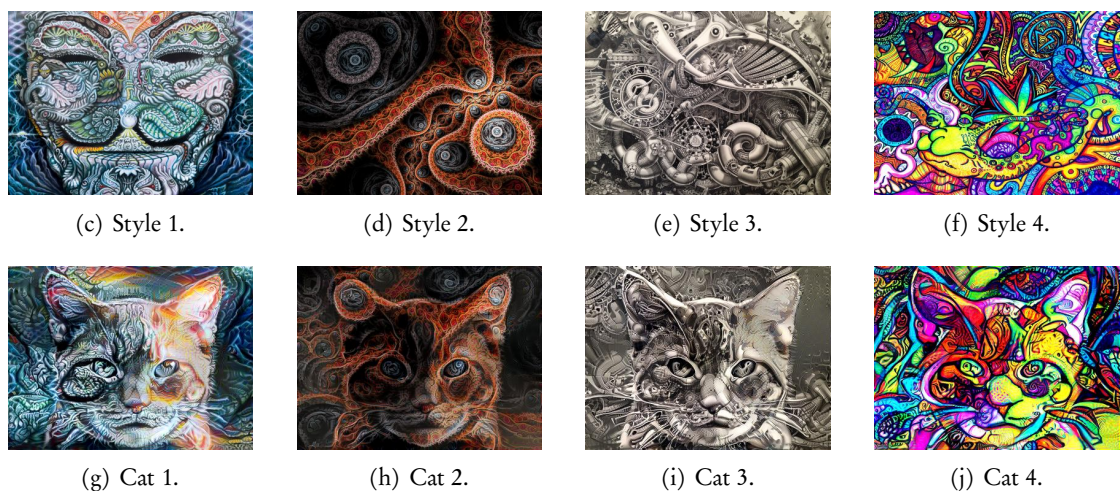 (c) Style 1.
(d) Style 2.
(e) Style 3.
(f) Style 4.
(g) Cat 1.
(h) Cat 2.
(i) Cat 3.
(j) Cat 4.